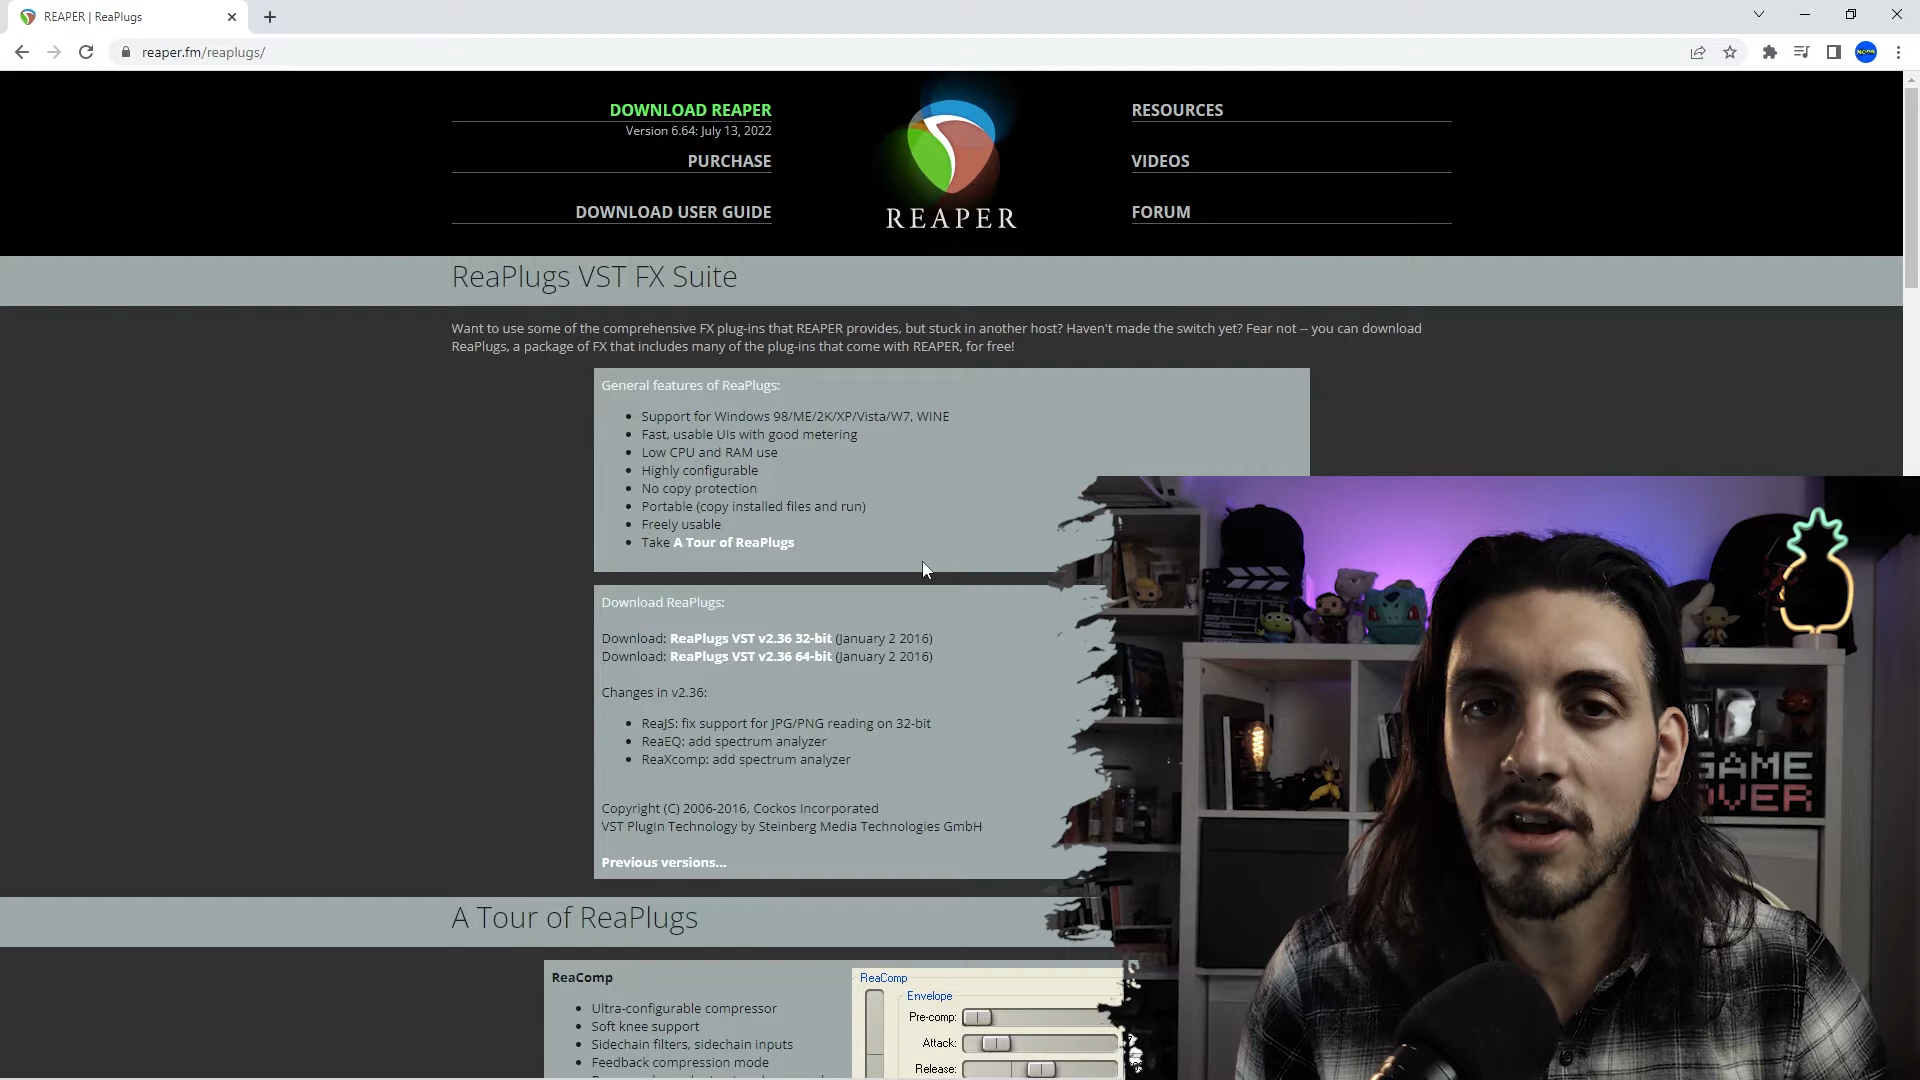 REAPER | ReaPlugs
reaper.fm/reaplugs/
DOWNLOAD REAPER
Version 6.64: July 13, 2022
PURCHASE
DOWNLOAD USER GUIDE
REAPER
RESOURCES
VIDEOS
FORUM
ReaPlugs VST FX Suite
Want to use some of the comprehensive FX plug-ins that REAPER provides, but stuck in another host? Haven't made the switch yet? Fear not -- you can download
ReaPlugs, a package of FX that includes many of the plug-ins that come with REAPER, for free!
General features of ReaPlugs:
Support for Windows 98/ME/2K/XP/Vista/W7, WINE
Fast, usable UIs with good metering
Low CPU and RAM use
Highly configurable
No copy protection
Portable (copy installed files and run)
Freely usable
Take A Tour of ReaPlugs
Download ReaPlugs:
Download: ReaPlugs VST v2.36 32-bit (January 2 2016)
Download: ReaPlugs VST v2.36 64-bit (January 2 2016)
Changes in v2.36:
ReaJS: fix support for JPG/PNG reading on 32-bit
ReaEQ: add spectrum analyzer
ReaXcomp: add spectrum analyzer
Copyright (C) 2006-2016, Cockos Incorporated
VST PlugIn Technology by Steinberg Media Technologies GmbH
Previous versions...
A Tour of ReaPlugs
ReaComp
Ultra-configurable compressor
Soft knee support
Sidechain filters, sidechain inputs
Feedback compression mode
ReaComp
Envelope
Pre-comp:
Attack:
Release:
GAME
OVER